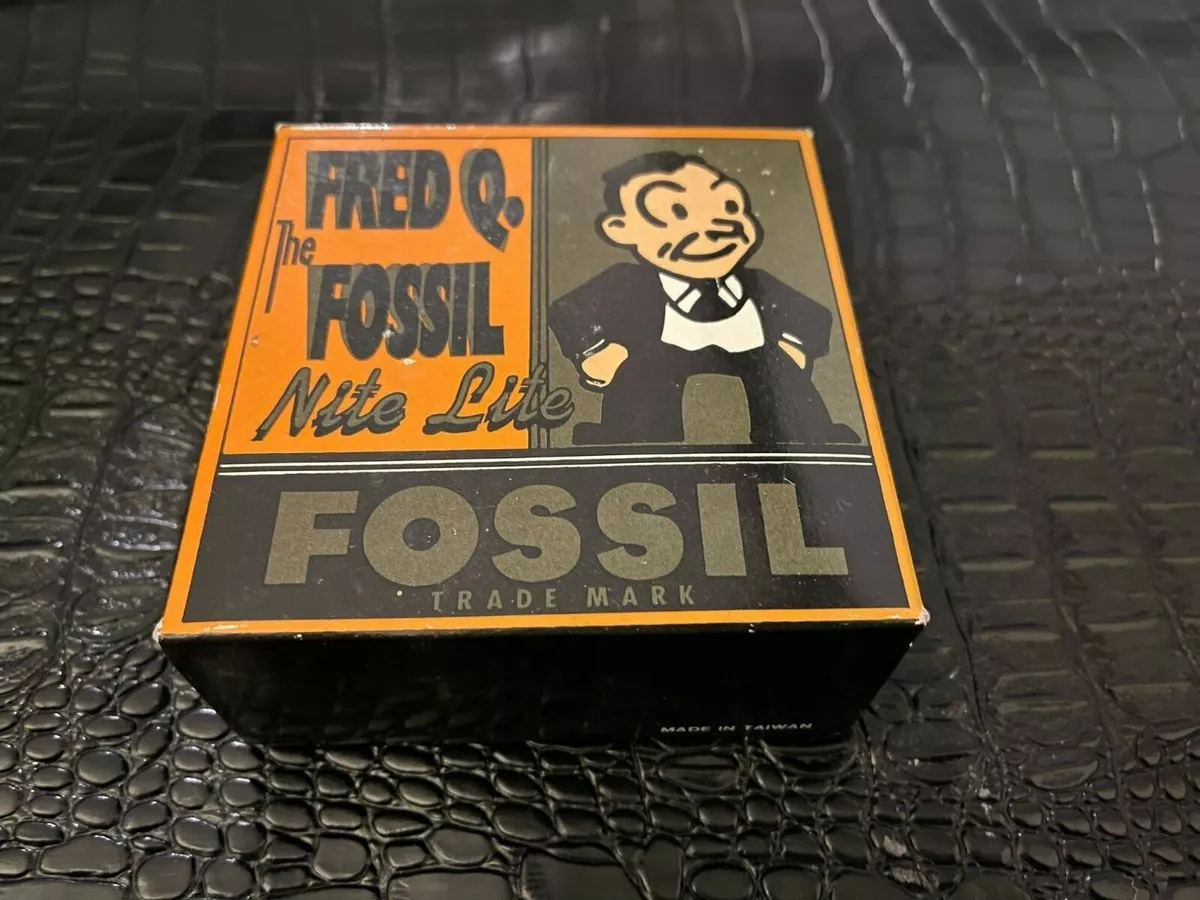 FRED Q.
The
FOSSIL
Nite Lite
FOSSIL
TRADE MARK
MADE IN TAIWAN